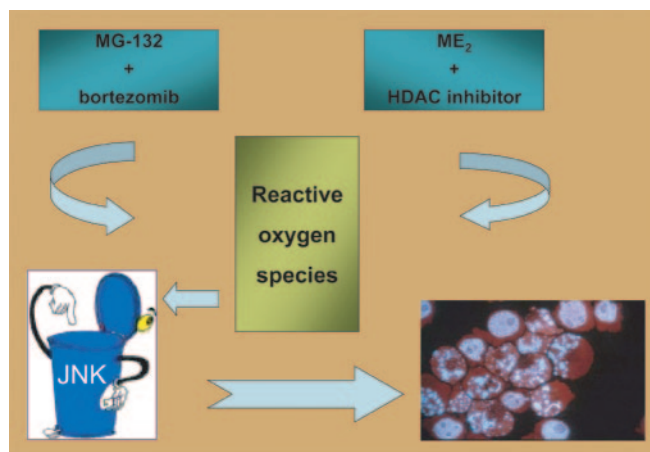 MG-132
+
bortezomib
ME₂
+
HDAC inhibitor
Reactive
oxygen
species
JNK